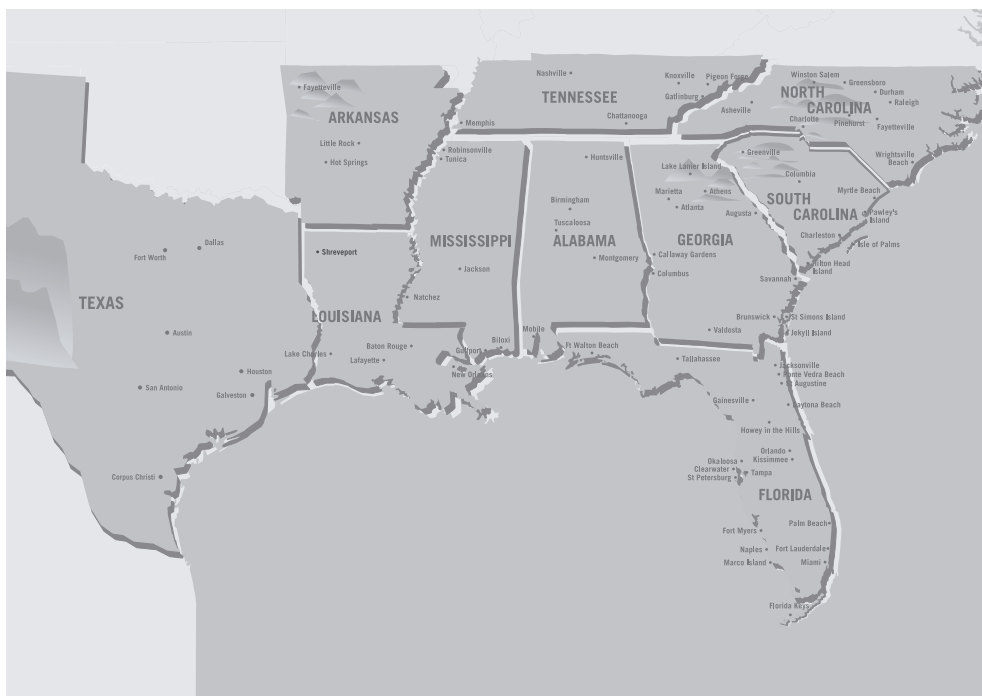 Nashville
Knoxville
Pigeon Forge
Gatlinburg
TENNESSEE
Chattanooga
Memphis
Winston Salem
Greensboro
NORTH
CAROLINA
Durham
Raleigh
Asheville
Charlotte
Pinehurst
Fayetteville
Wrightsville
Beach
Fayetteville
ARKANSAS
Little Rock
Hot Springs
Robinsonville
Tunica
Huntsville
Lake Lanier Island
Marietta
Athens
Atlanta
Augusta
Greenville
Columbia
SOUTH
CAROLINA
Myrtle Beach
Pawley's
Island
Charleston
Isle of Palms
Hilton Head
Island
Birmingham
Tuscaloosa
MISSISSIPPI
ALABAMA
GEORGIA
Montgomery
Callaway Gardens
Columbus
Savannah
Jackson
Natchez
Dallas
Fort Worth
Shreveport
TEXAS
LOUISIANA
Austin
Lake Charles
Baton Rouge
Lafayette
Gulfport
Biloxi
Mobile
New Orleans
Ft Walton Beach
Brunswick
St Simons Island
Valdosta
Jekyll Island
Tallahassee
Jacksonville
Ponte Vedra Beach
St Augustine
Houston
San Antonio
Galveston
Corpus Christi
Gainesville
Daytona Beach
Howey in the Hills
Orlando
Kissimmee
Okaloosa
Clearwater
Tampa
St Petersburg
FLORIDA
Fort Myers
Palm Beach
Naples
Fort Lauderdale
Marco Island
Miami
Florida Keys